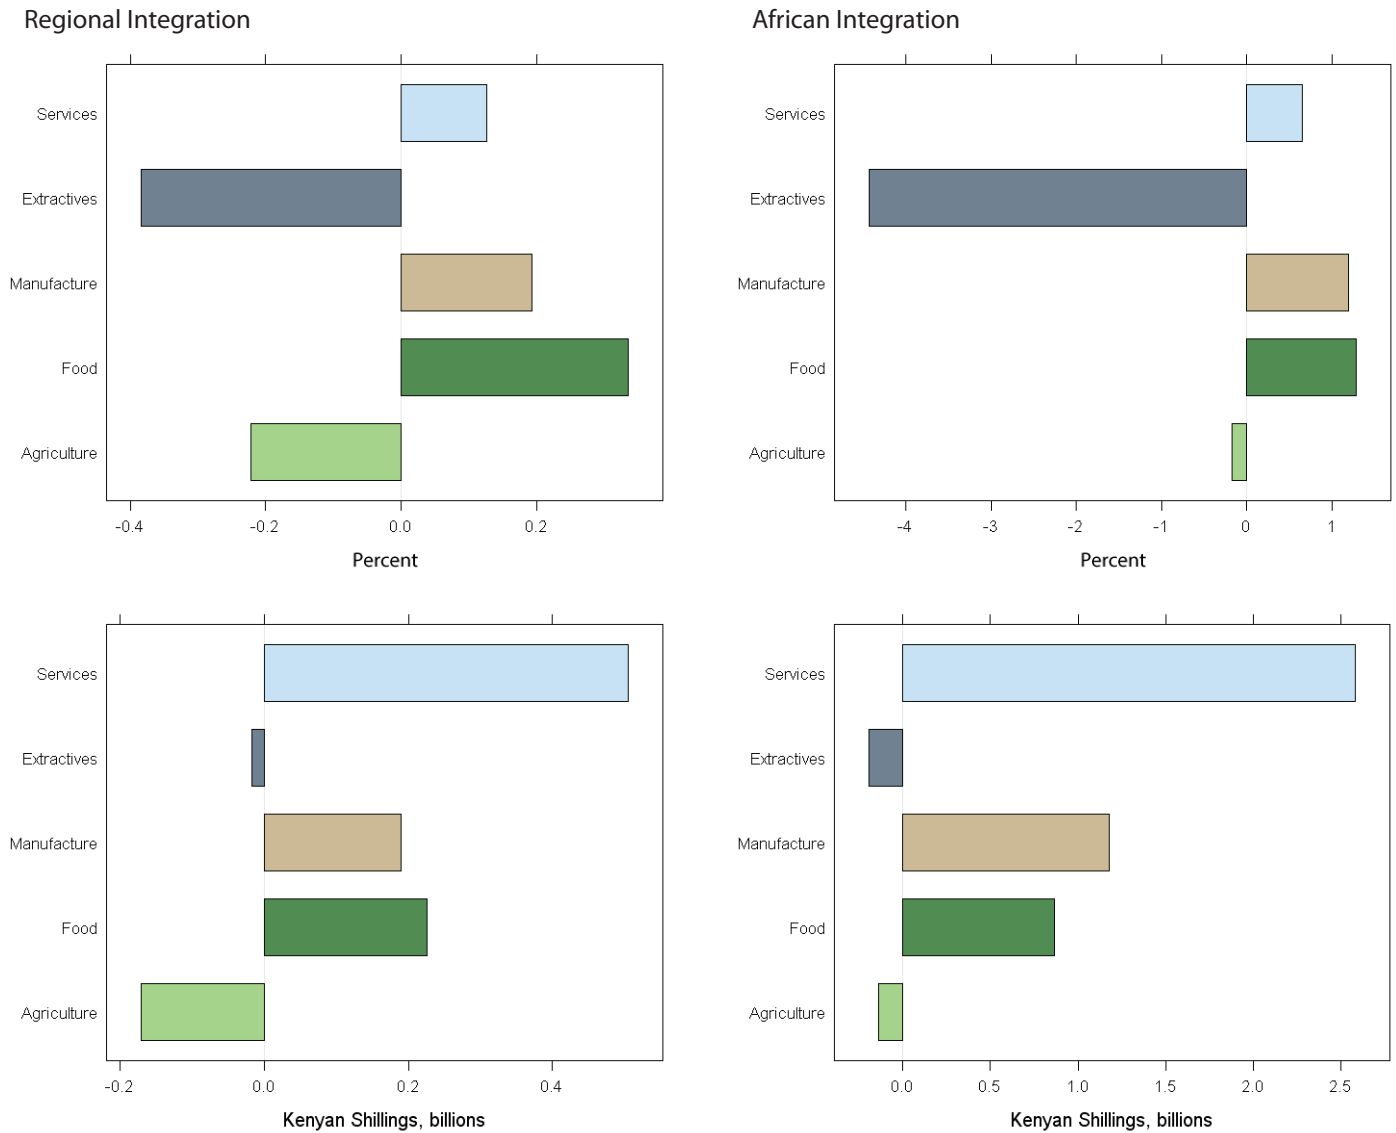 Regional Integration
African Integration
Services
Extractives
Manufacture
Food
Agriculture
-0.4 -0.2 0.0 0.2
Percent
Services
Extractives
Manufacture
Food
Agriculture
-4 -3 -2 -1 0 1
Percent
Services
Extractives
Manufacture
Food
Agriculture
-0.2 0.0 0.2 0.4
Kenyan Shillings, billions
Services
Extractives
Manufacture
Food
Agriculture
0.0 0.5 1.0 1.5 2.0 2.5
Kenyan Shillings, billions